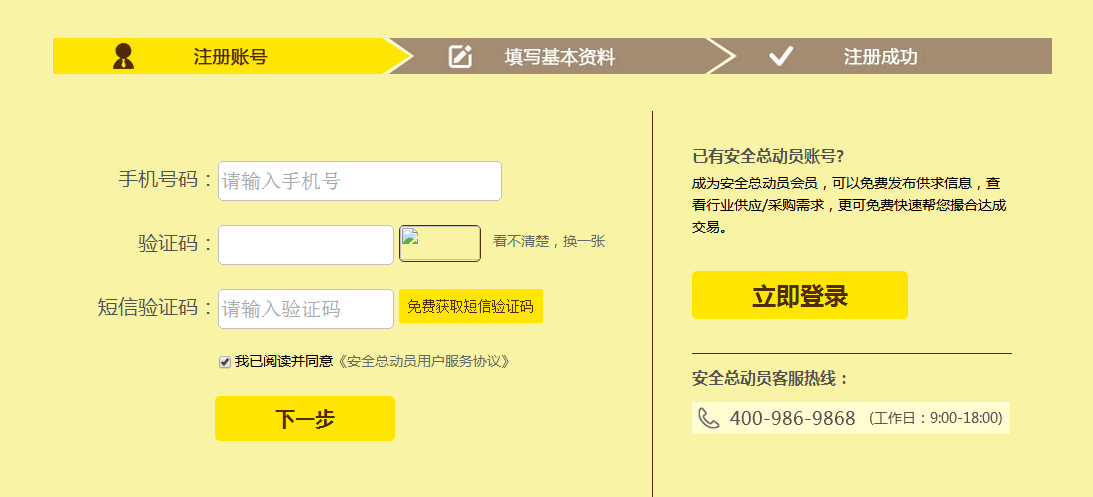 注册账号
填写基本资料
注册成功
手机号码：
请输入手机号
验证码：
看不清楚，换一张
短信验证码：
请输入验证码
免费获取短信验证码
我已阅读并同意《安全总动员用户服务协议》
下一步
已有安全总动员账号?
成为安全总动员会员，可以免费发布供求信息，查
看行业供应/采购需求，更可免费快速帮您撮合达成
交易。
立即登录
安全总动员客服热线：
400-986-9868 (工作日：9:00-18:00)